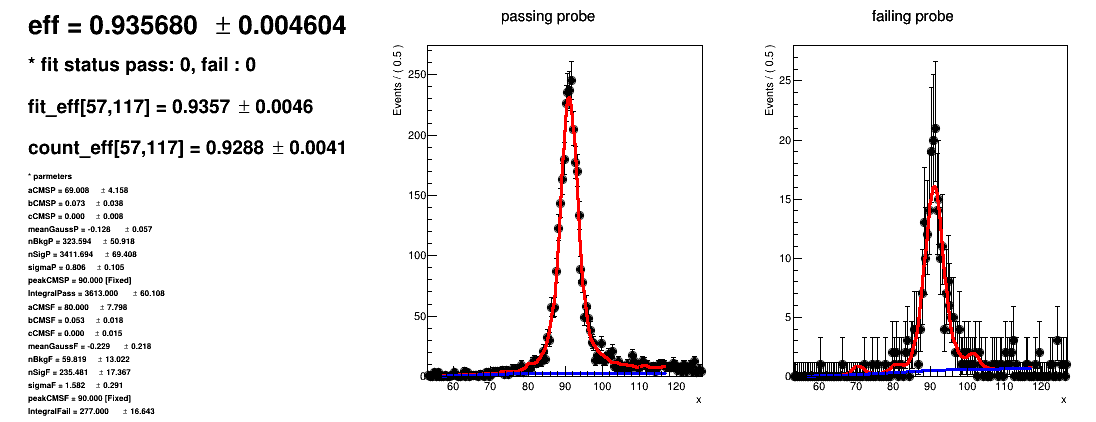 eff = 0.935680 ± 0.004604
* fit status pass: 0, fail : 0
fit_eff[57,117] = 0.9357 ± 0.0046
count_eff[57,117] = 0.9288 ± 0.0041
* parmeters
aCMSP = 69.008 ± 4.158
bCMSP = 0.073 ± 0.038
cCMSP = 0.000 ± 0.008
meanGaussP = -0.128 ± 0.057
nBkgP = 323.594 ± 50.918
nSigP = 3411.694 ± 69.408
sigmaP = 0.806 ± 0.105
peakCMSP = 90.000 [Fixed]
IntegralPass = 3613.000 ± 60.108
aCMSF = 80.000 ± 7.798
bCMSF = 0.053 ± 0.018
cCMSF = 0.000 ± 0.015
meanGaussF = -0.229 ± 0.218
nBkgF = 59.819 ± 13.022
nSigF = 235.481 ± 17.367
sigmaF = 1.582 ± 0.291
peakCMSF = 90.000 [Fixed]
IntegralFail = 277.000 ± 16.643
passing probe
Events / ( 0.5 )
250
200
150
100
50
0
60 70 80 90 100 110 120
x
failing probe
Events / ( 0.5 )
25
20
15
10
5
0
60 70 80 90 100 110 120
x